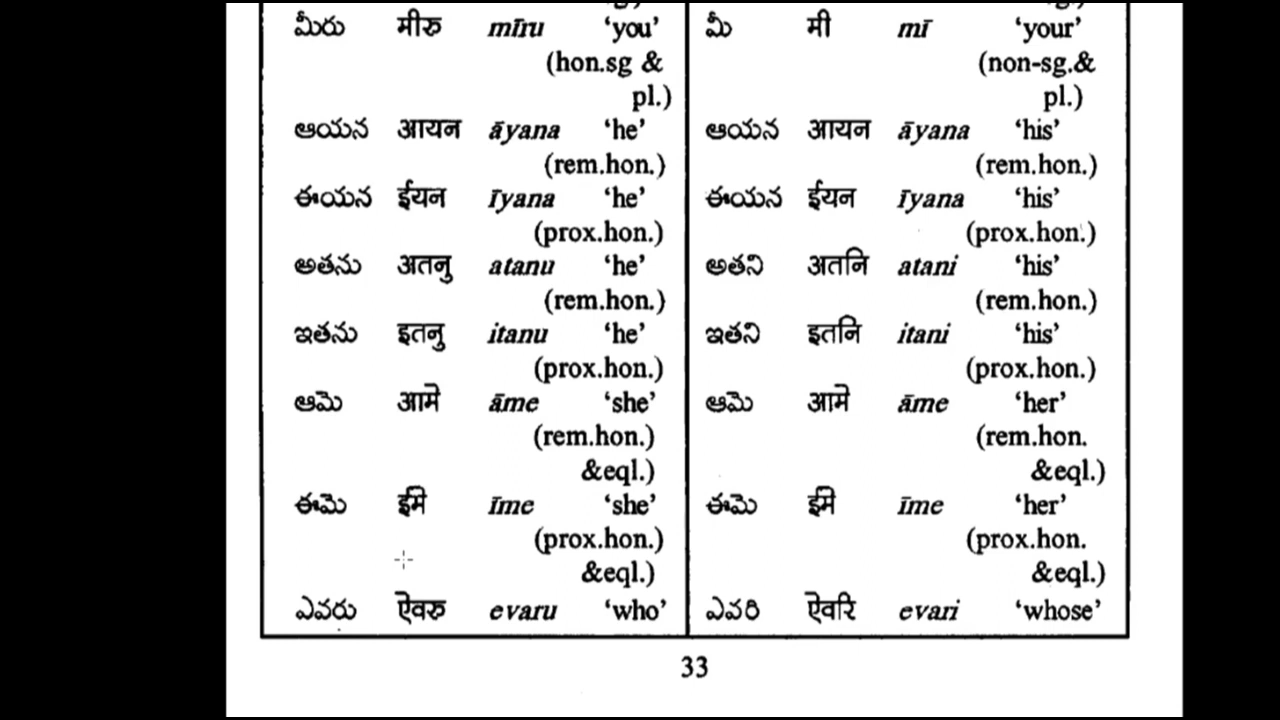 మీరు मीरु mīru ‘you’ మీ मी mī ‘your’
(hon.sg & (non-sg.&
pl.) pl.)
ఆయన आयन āyana ‘he’ ఆయన आयन āyana ‘his’
(rem.hon.) (rem.hon.)
ఈయన ईयन īyana ‘he’ ఈయన ईयन īyana ‘his’
(prox.hon.) (prox.hon.)
అతను अतनु atanu ‘he’ అతని अतनि atani ‘his’
(rem.hon.) (rem.hon.)
ఇతను इतनु itanu ‘he’ ఇతని इतनि itani ‘his’
(prox.hon.) (prox.hon.)
ఆమె आमे āme ‘she’ ఆమె आमे āme ‘her’
(rem.hon.) (rem.hon.
&eql.) &eql.)
ఈమె ईमे īme ‘she’ ఈమె ईमे īme ‘her’
(prox.hon.) (prox.hon.
&eql.) &eql.)
ఎవరు ऐवरु evaru ‘who’ ఎవరి ऐवरि evari ‘whose’
33